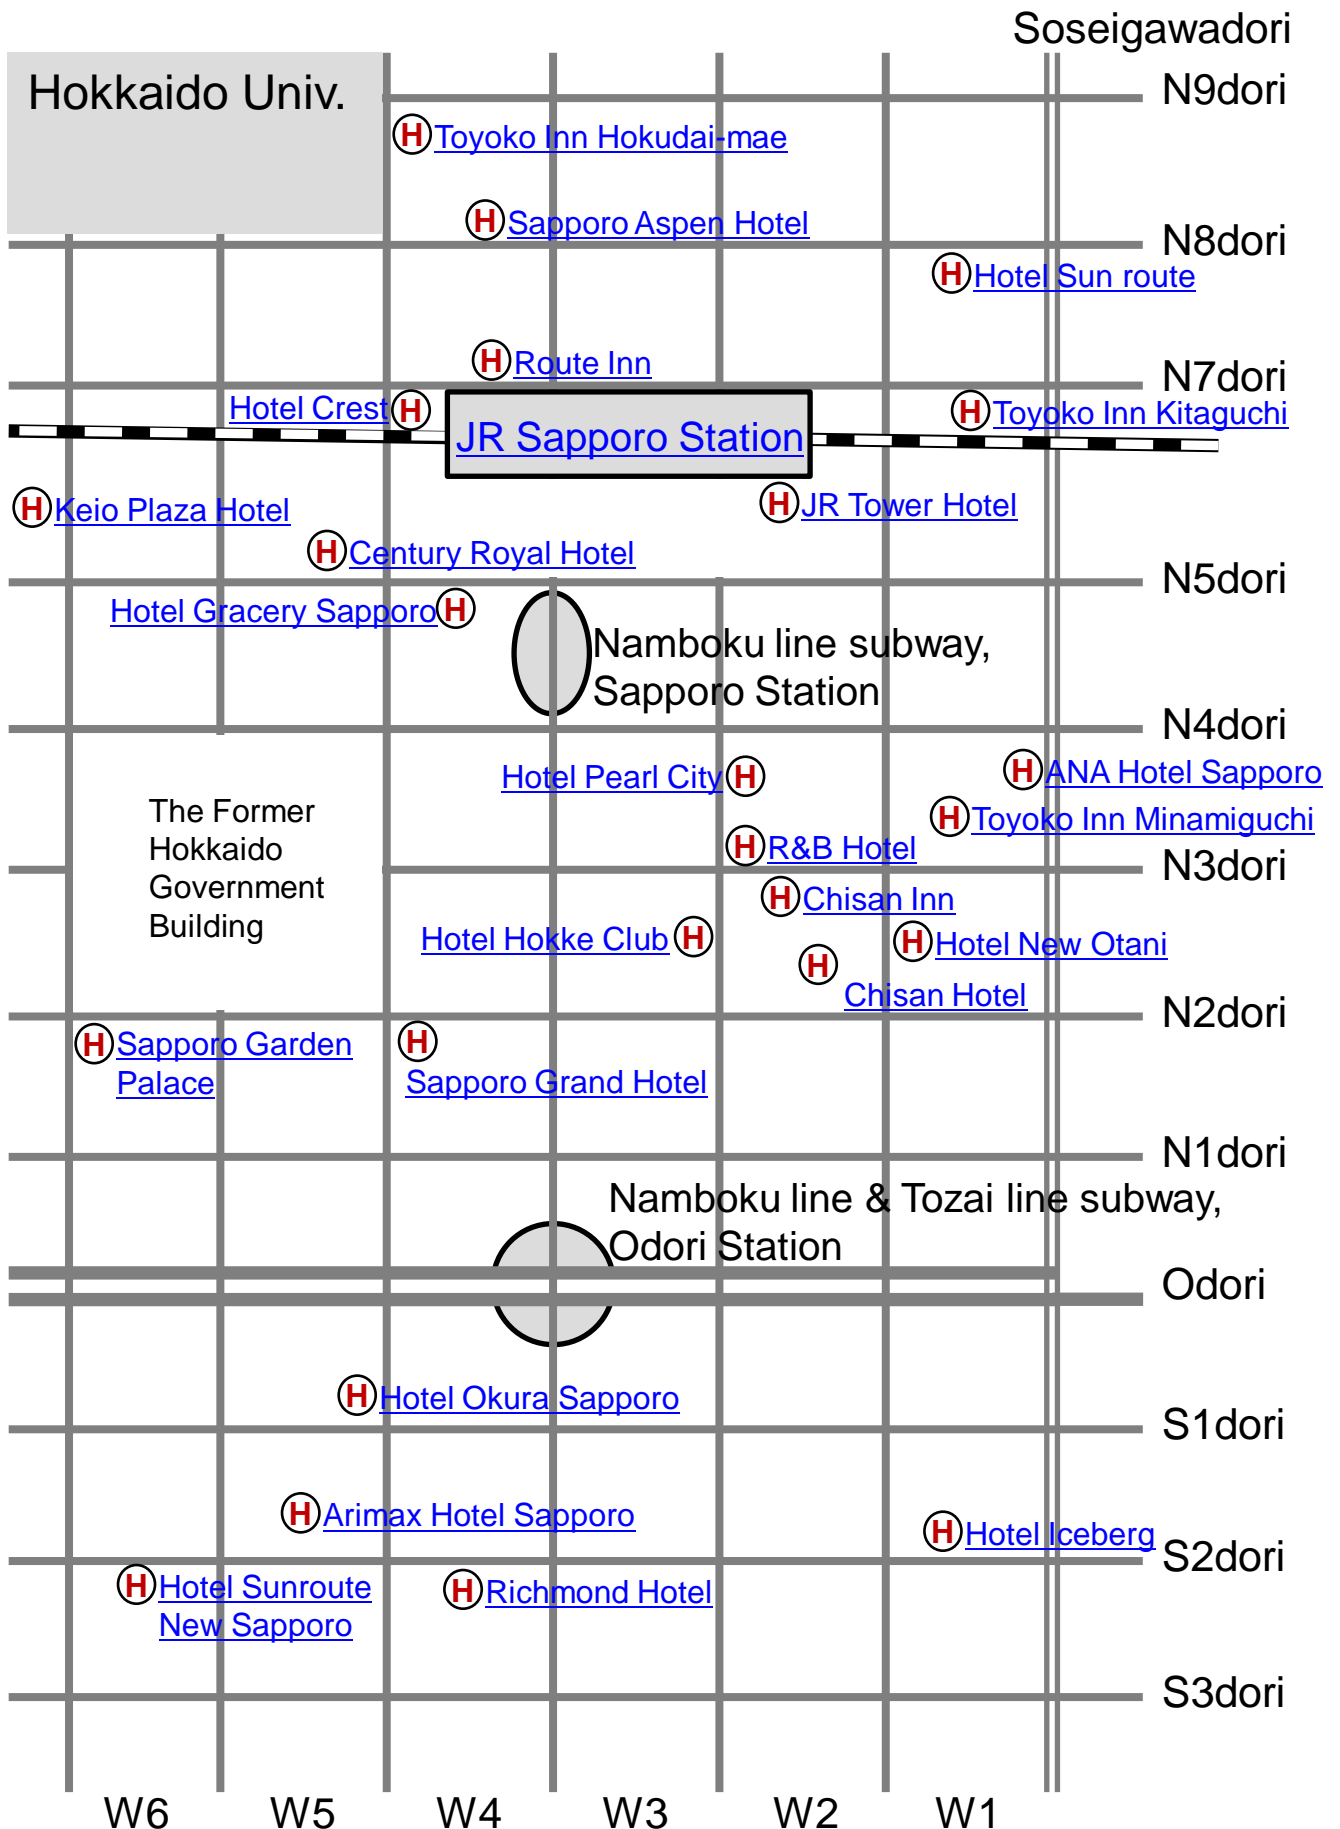 Soseigawadori
Hokkaido Univ.
N9dori
H Toyoko Inn Hokudai-mae
H Sapporo Aspen Hotel
N8dori
H Hotel Sun route
H Route Inn
N7dori
Hotel Crest H
H Toyoko Inn Kitaguchi
JR Sapporo Station
H Keio Plaza Hotel
H JR Tower Hotel
H Century Royal Hotel
N5dori
Hotel Gracery Sapporo H
Namboku line subway,
Sapporo Station
N4dori
Hotel Pearl City H
H ANA Hotel Sapporo
The Former
Hokkaido
Government
Building
H Toyoko Inn Minamiguchi
H R&B Hotel
N3dori
H Chisan Inn
Hotel Hokke Club H
H Hotel New Otani
H
Chisan Hotel
N2dori
H Sapporo Garden
Palace
H
Sapporo Grand Hotel
N1dori
Namboku line & Tozai line subway,
Odori Station
Odori
H Hotel Okura Sapporo
S1dori
H Arimax Hotel Sapporo
H Hotel Iceberg
S2dori
H Hotel Sunroute
New Sapporo
H Richmond Hotel
S3dori
W6 W5 W4 W3 W2 W1